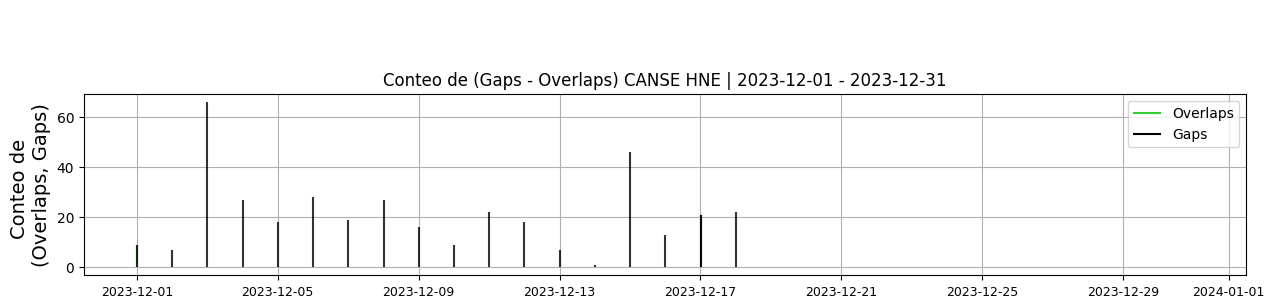 Conteo de (Gaps - Overlaps) CANSE HNE | 2023-12-01 - 2023-12-31
Conteo de
(Overlaps, Gaps)
60
40
20
0
Overlaps
Gaps
2023-12-01 2023-12-05 2023-12-09 2023-12-13 2023-12-17 2023-12-21 2023-12-25 2023-12-29 2024-01-01